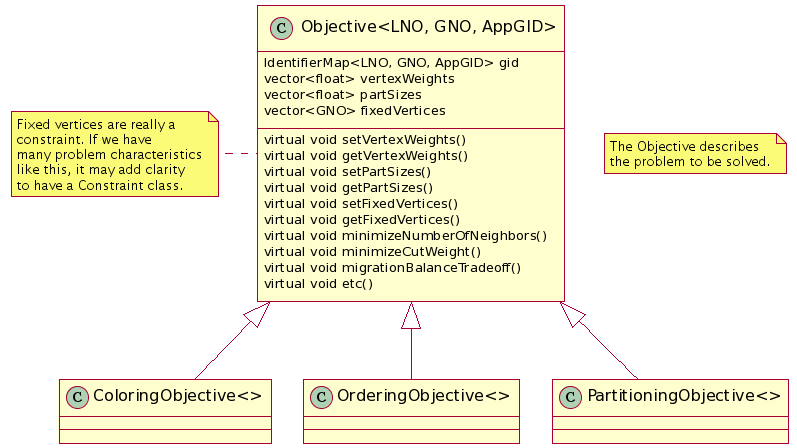 C Objective<LNO, GNO, AppGID>
IdentifierMap<LNO, GNO, AppGID> gid
vector<float> vertexWeights
vector<float> partSizes
vector<GNO> fixedVertices
virtual void setVertexWeights()
virtual void getVertexWeights()
virtual void setPartSizes()
virtual void getPartSizes()
virtual void setFixedVertices()
virtual void getFixedVertices()
virtual void minimizeNumberOfNeighbors()
virtual void minimizeCutWeight()
virtual void migrationBalanceTradeoff()
virtual void etc()
Fixed vertices are really a
constraint. If we have
many problem characteristics
like this, it may add clarity
to have a Constraint class.
The Objective describes
the problem to be solved.
C ColoringObjective<>
C OrderingObjective<>
C PartitioningObjective<>